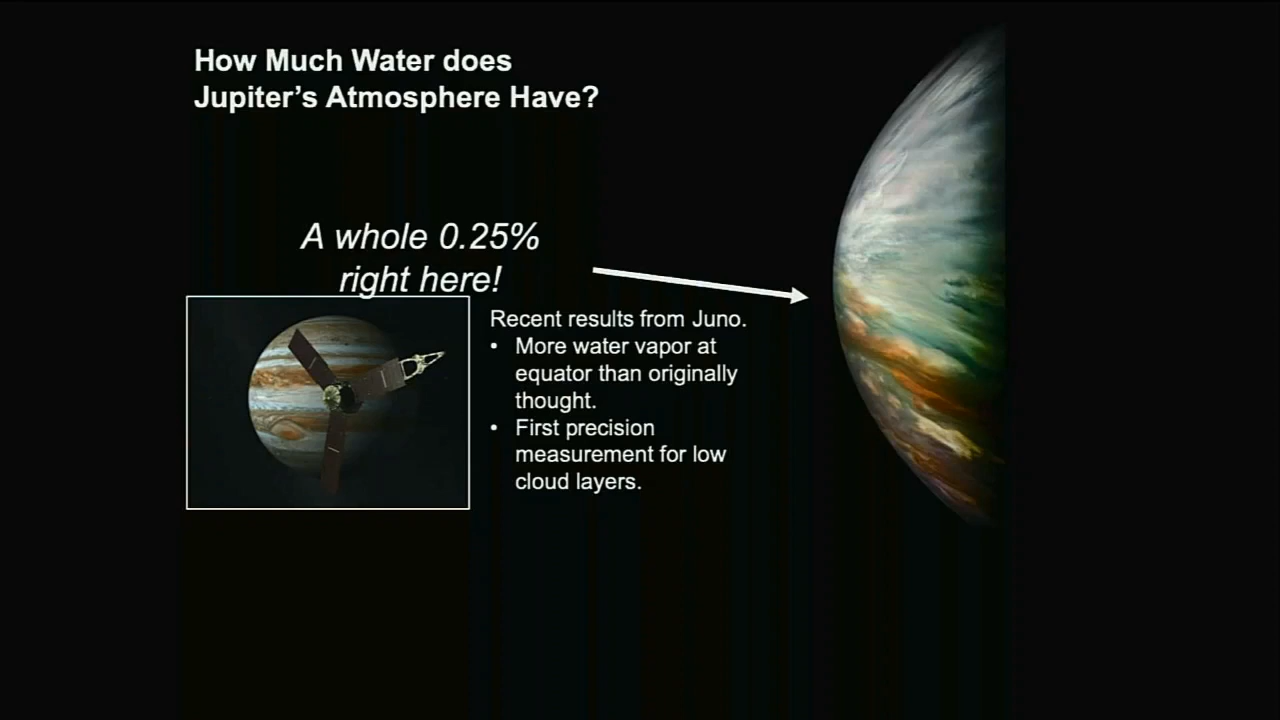 How Much Water does
Jupiter's Atmosphere Have?
A whole 0.25%
right here!
Recent results from Juno.
• More water vapor at
equator than originally
thought.
• First precision
measurement for low
cloud layers.